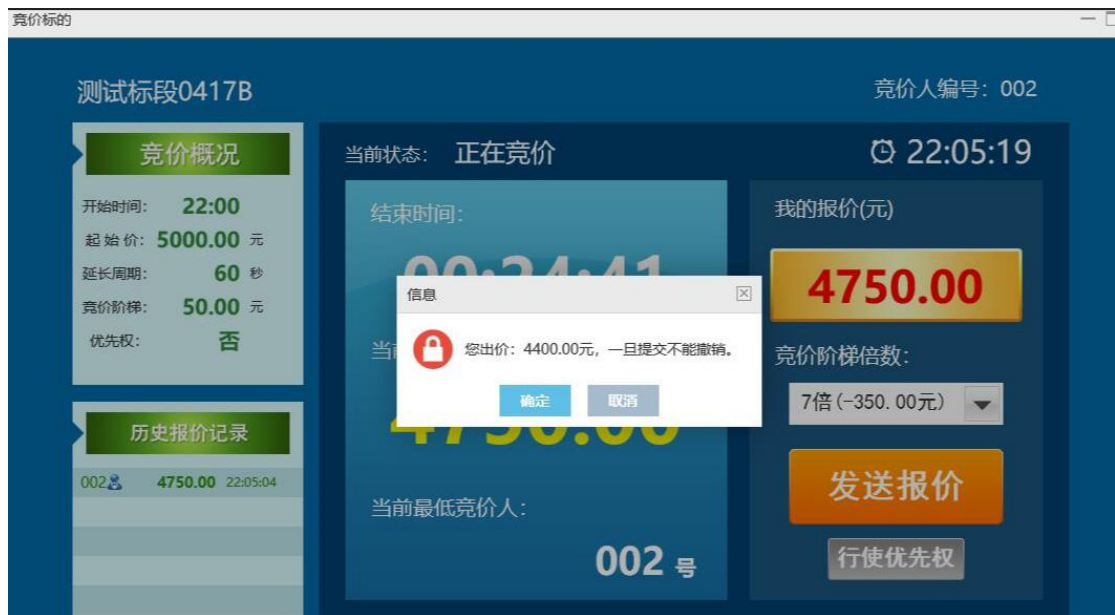 竞价标的
测试标段0417B
竞价人编号：002
竞价概况
开始时间： 22:00
起始价： 5000.00 元
延长周期： 60 秒
竞价阶梯： 50.00 元
优先权： 否
历史报价记录
002 4750.00 22:05:04
当前状态： 正在竞价
22:05:19
结束时间：
00:24:41
信息
您出价：4400.00元，一旦提交不能撤销。
确定 取消
当前
4750.00
当前最低竞价人：
002 号
我的报价(元)
4750.00
竞价阶梯倍数：
7倍(-350.00元)
发送报价
行使优先权